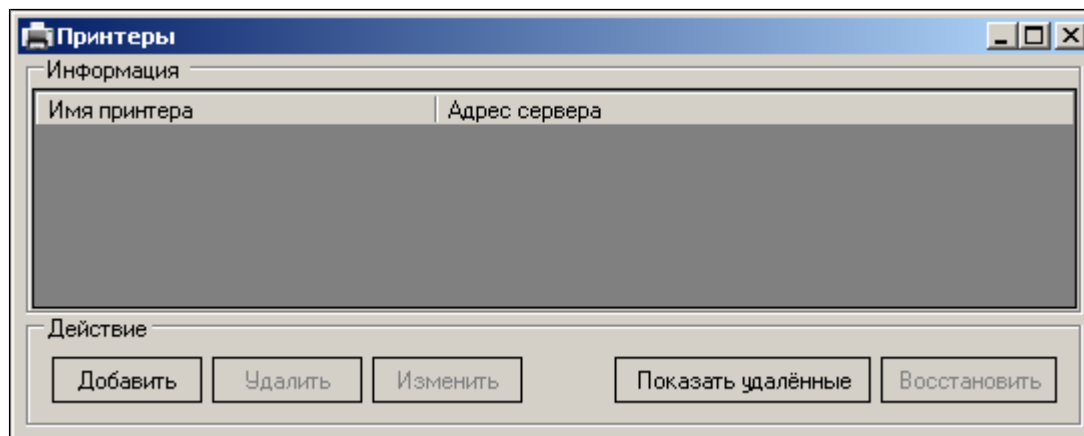 Принтеры
Информация
Имя принтера Адрес сервера
Действие
Добавить Удалить Изменить Показать удалённые Восстановить